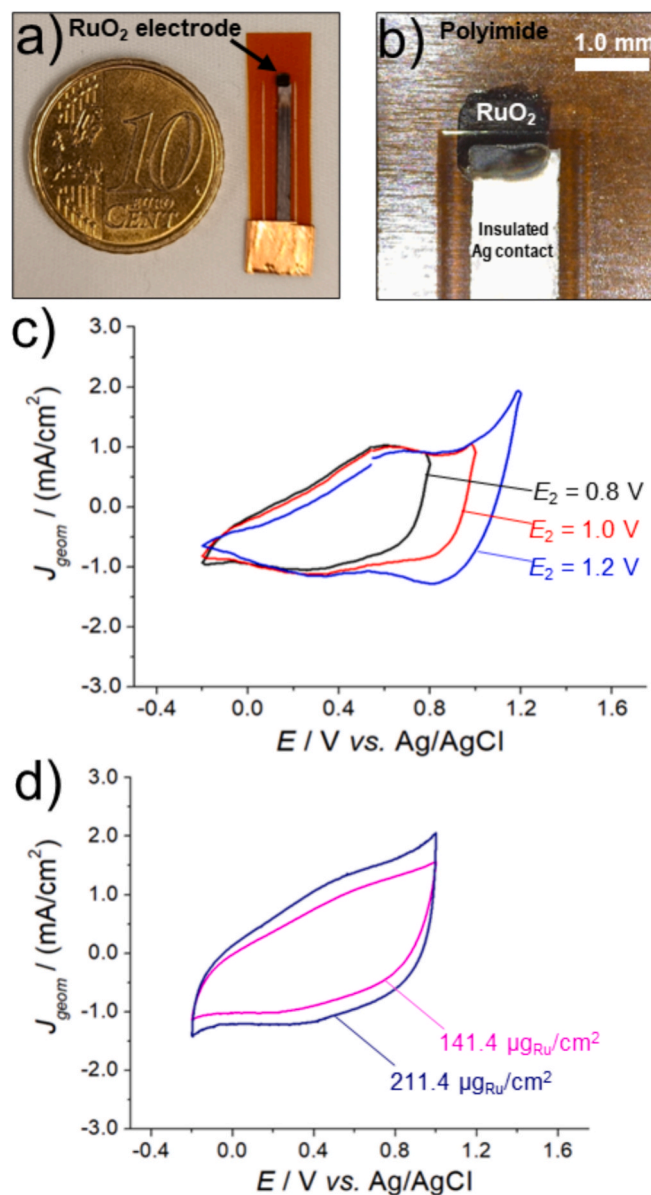 a)
RuO₂ electrode
10
EURO
CENT
b)
Polyimide
1.0 mm
RuO₂
Insulated
Ag contact
c)
3.0
2.0
1.0
0.0
-1.0
-2.0
-3.0
J_geom / (mA/cm²)
E₂ = 0.8 V
E₂ = 1.0 V
E₂ = 1.2 V
-0.4 0.0 0.4 0.8 1.2 1.6
E / V vs. Ag/AgCl
d)
3.0
2.0
1.0
0.0
-1.0
-2.0
-3.0
J_geom / (mA/cm²)
141.4 µg_Ru/cm²
211.4 µg_Ru/cm²
-0.4 0.0 0.4 0.8 1.2 1.6
E / V vs. Ag/AgCl